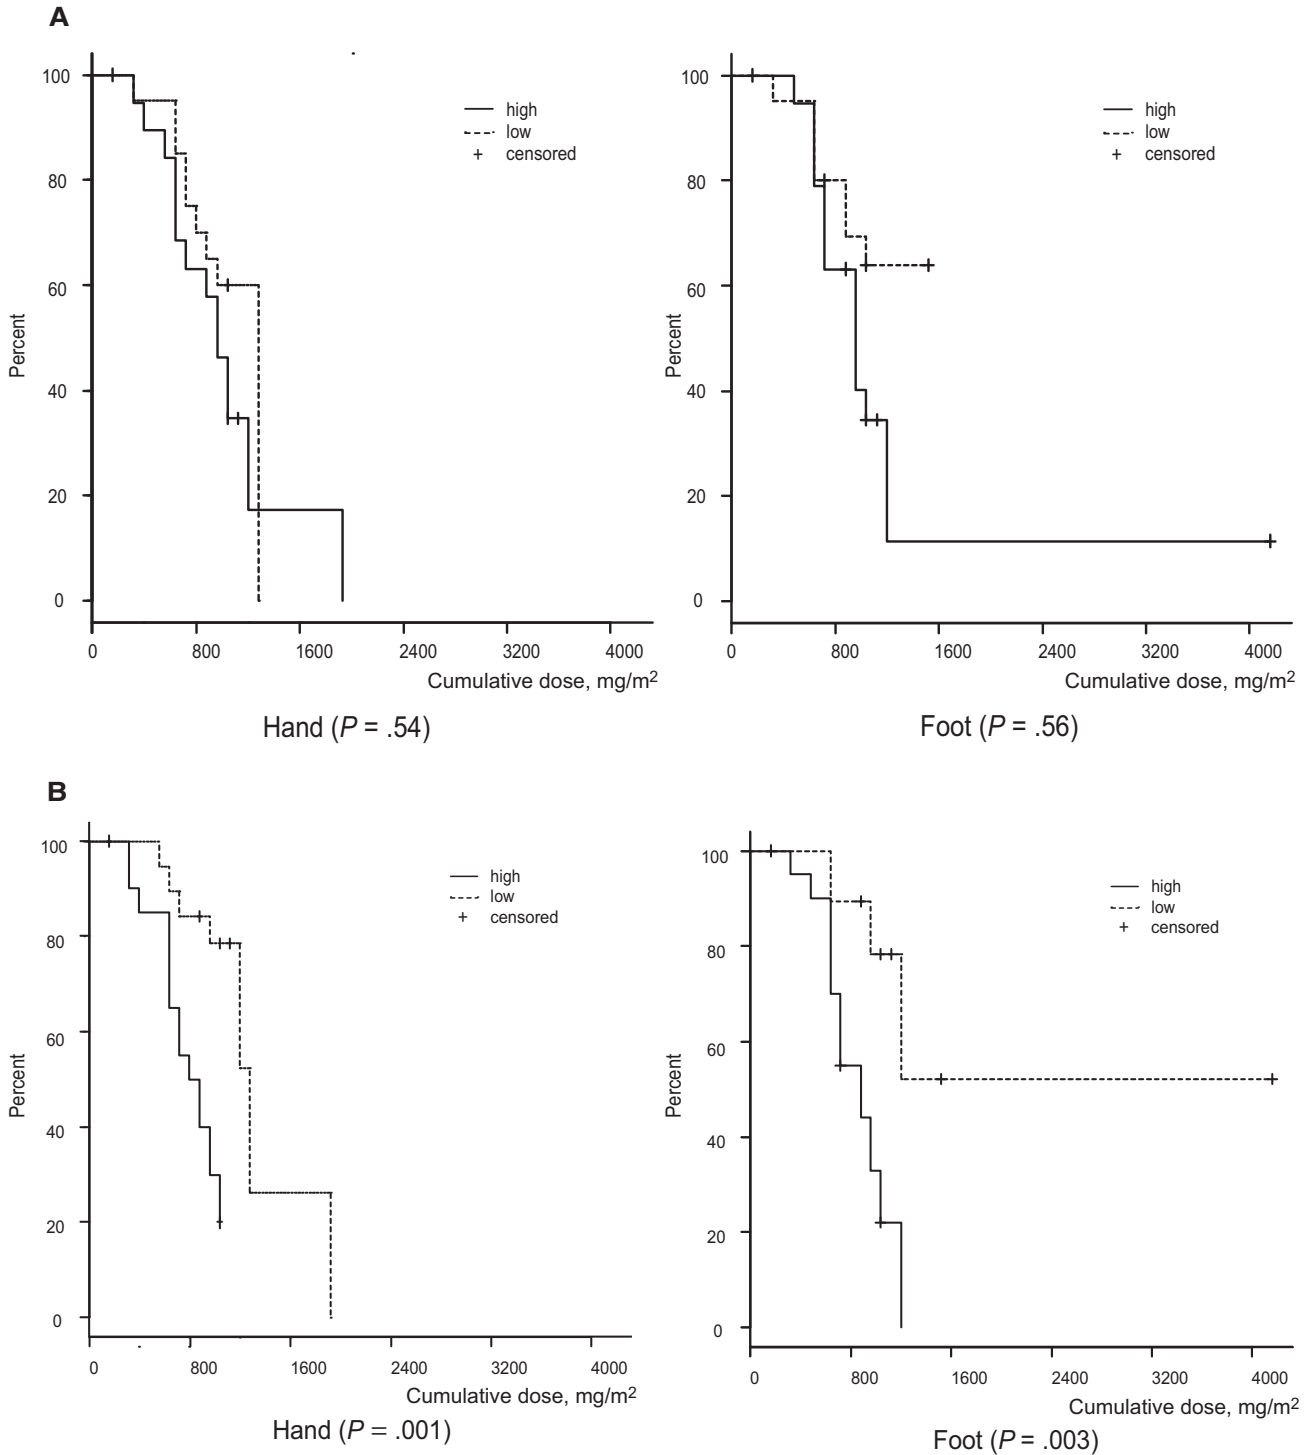 A
100
80
60
40
20
0
Percent
high
low
censored
0 800 1600 2400 3200 4000
Cumulative dose, mg/m2
Hand (P = .54)
100
80
60
40
20
0
Percent
high
low
censored
0 800 1600 2400 3200 4000
Cumulative dose, mg/m2
Foot (P = .56)
B
100
80
60
40
20
0
Percent
high
low
censored
0 800 1600 2400 3200 4000
Cumulative dose, mg/m2
Hand (P = .001)
100
80
60
40
20
0
Percent
high
low
censored
0 800 1600 2400 3200 4000
Cumulative dose, mg/m2
Foot (P = .003)